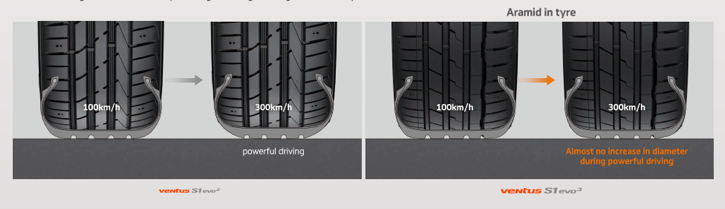 Aramid in tyre
100km/h
300km/h
100km/h
300km/h
powerful driving
Almost no increase in diameter
during powerful driving
ventus S1 evo²
ventus S1 evo³